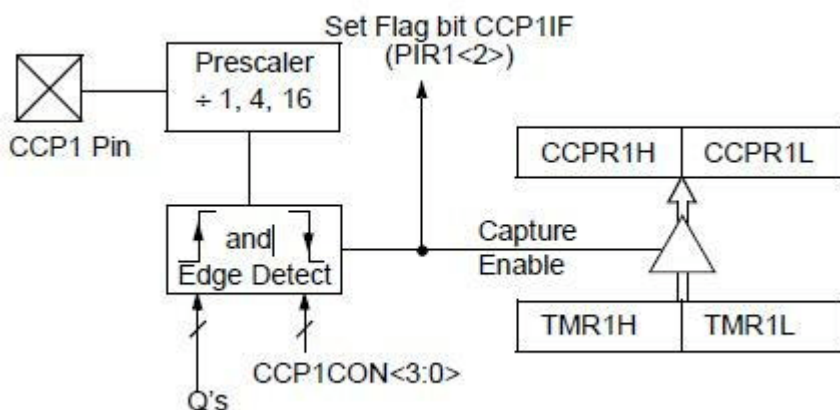 Set Flag bit CCP1IF
(PIR1<2>)
Prescaler
÷ 1, 4, 16
CCP1 Pin
CCPR1H CCPR1L
and
Edge Detect
Capture
Enable
TMR1H TMR1L
CCP1CON<3:0>
Q's